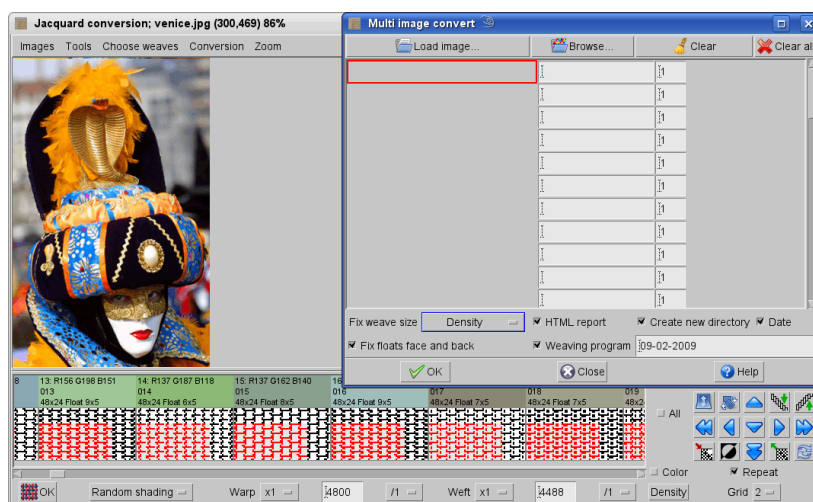 Jacquard conversion; venice.jpg (300,469) 86%
Images Tools Choose weaves Conversion Zoom
Multi image convert
Load image... Browse... Clear Clear all
1
1
1
1
1
1
1
1
1
1
1
Fix weave size Density HTML report Create new directory Date
Fix floats face and back Weaving program 09-02-2009
OK Close Help
8 13: R156 G198 B151 14: R137 G187 B118 15: R137 G162 B140 16
013 014 015 016 017 018 019
48x24 Float 9x5 48x24 Float 6x5 48x24 Float 8x5 48x24 Float 9x5 48x24 Float 7x5 48x24 Float 7x5 48x2
All
Color Repeat
OK Random shading Warp x1 4800 /1 Weft x1 4488 /1 Density Grid 2